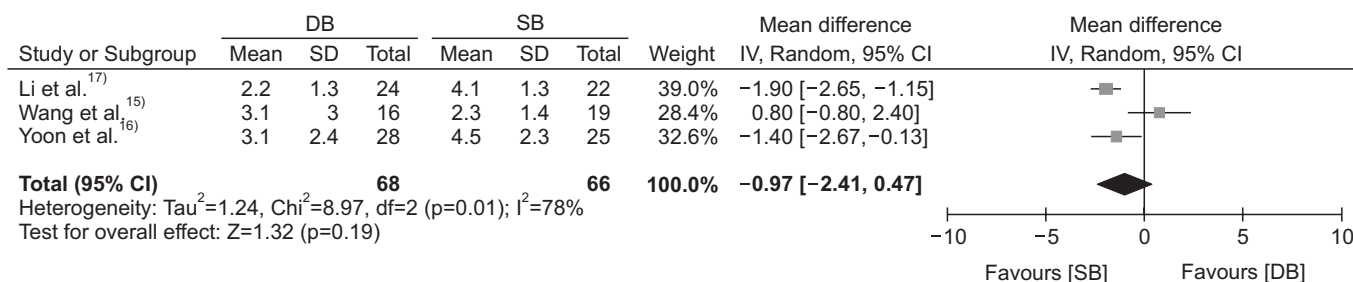 DB SB Mean difference Mean difference
Study or Subgroup Mean SD Total Mean SD Total Weight IV, Random, 95% CI IV, Random, 95% CI
Li et al.17) 2.2 1.3 24 4.1 1.3 22 39.0% −1.90 [−2.65, −1.15]
Wang et al.15) 3.1 3 16 2.3 1.4 19 28.4% 0.80 [−0.80, 2.40]
Yoon et al.16) 3.1 2.4 28 4.5 2.3 25 32.6% −1.40 [−2.67,−0.13]
Total (95% CI) 68 66 100.0% −0.97 [−2.41, 0.47]
Heterogeneity: Tau2=1.24, Chi2=8.97, df=2 (p=0.01); I2=78%
Test for overall effect: Z=1.32 (p=0.19)
−10 −5 0 5 10
Favours [SB] Favours [DB]